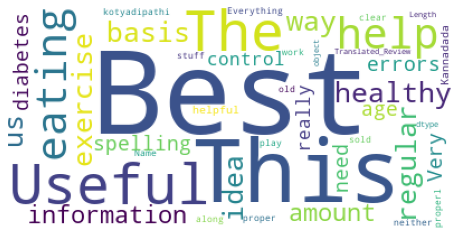 kotyadipathi
Everything
clear
Length
The
way
help
Translated_Review
stuff
work
object
basis
control
errors
Kannadada
diabetes
us
eating
exercise
Best
helpful
old
healthy
age
really
spelling
This
Useful
idea
need
regular
Very
dtype
Name
play
sold
properl
information
along
proper
amount
neither